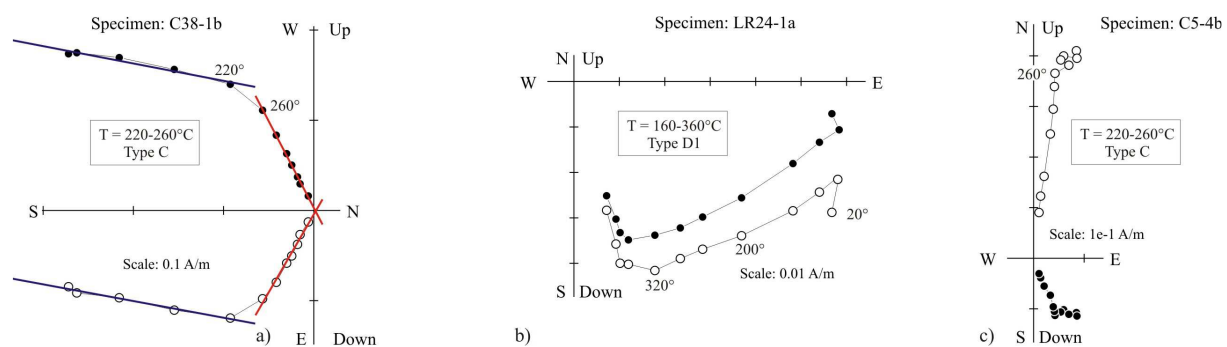 Specimen: C38-1b
W Up
220°
260°
T = 220-260°C
Type C
S N
Scale: 0.1 A/m
E Down
a)
Specimen: LR24-1a
N Up
W E
T = 160-360°C
Type D1
20°
200°
320°
Scale: 0.01 A/m
S Down
b)
Specimen: C5-4b
N Up
260°
T = 220-260°C
Type C
Scale: 1e-1 A/m
W E
S Down
c)